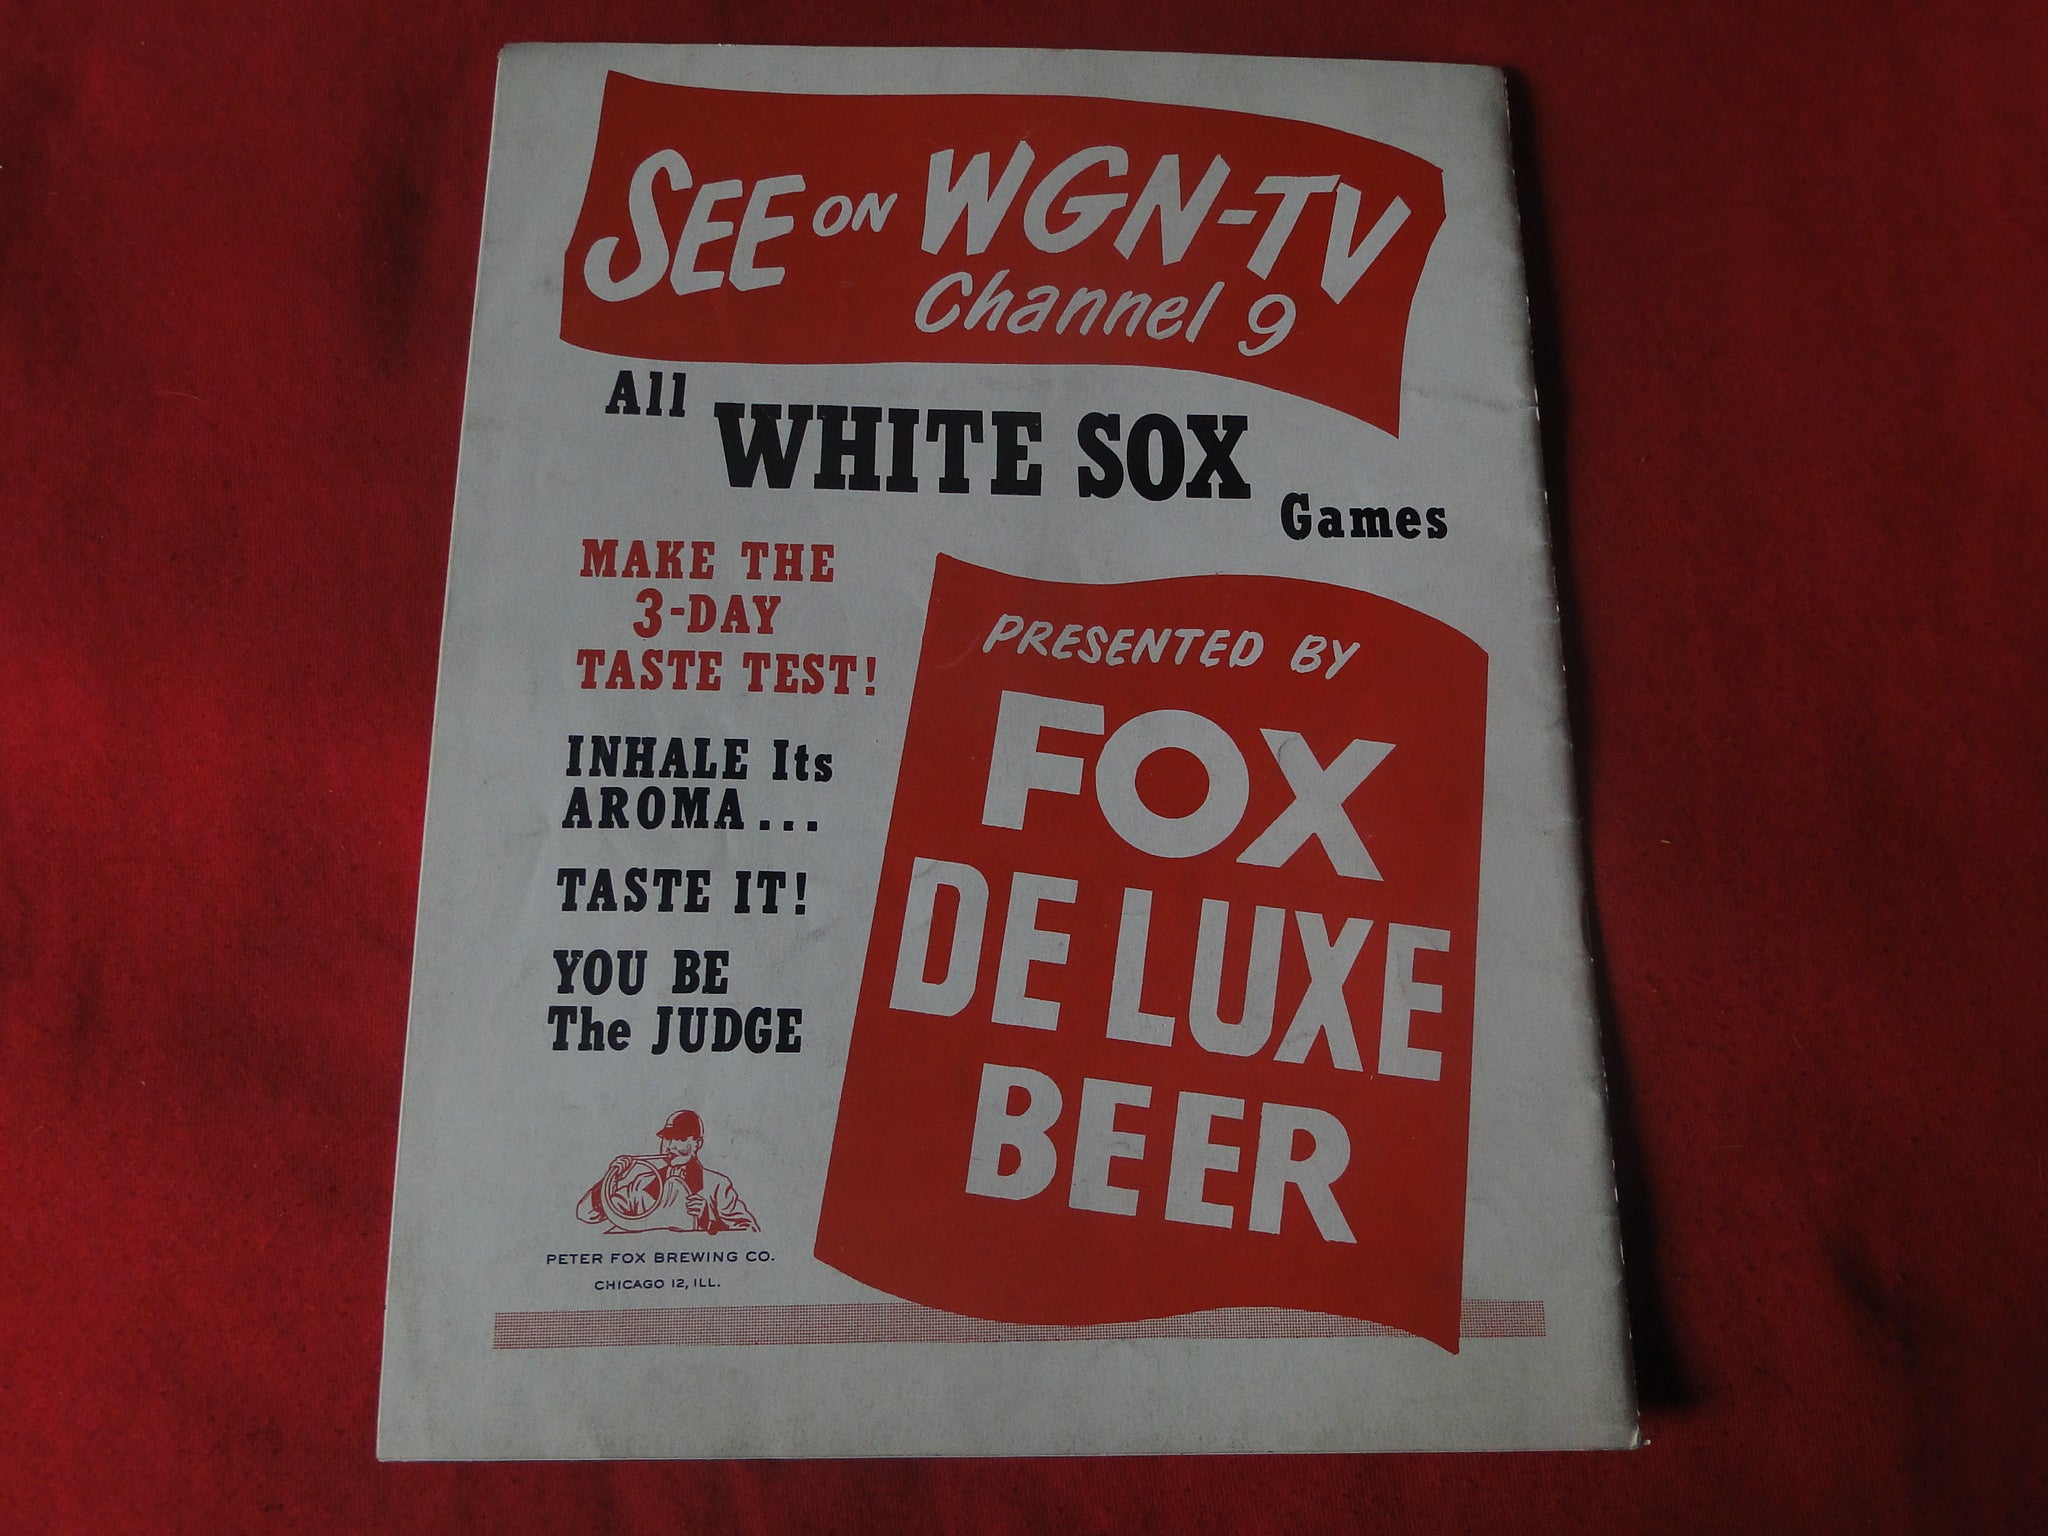 SEE ON WGN-TV
Channel 9
All WHITE SOX Games
MAKE THE
3-DAY
TASTE TEST!
INHALE Its
AROMA...
TASTE IT!
YOU BE
The JUDGE
PRESENTED BY
FOX
DE LUXE
BEER
PETER FOX BREWING CO.
CHICAGO 12, ILL.